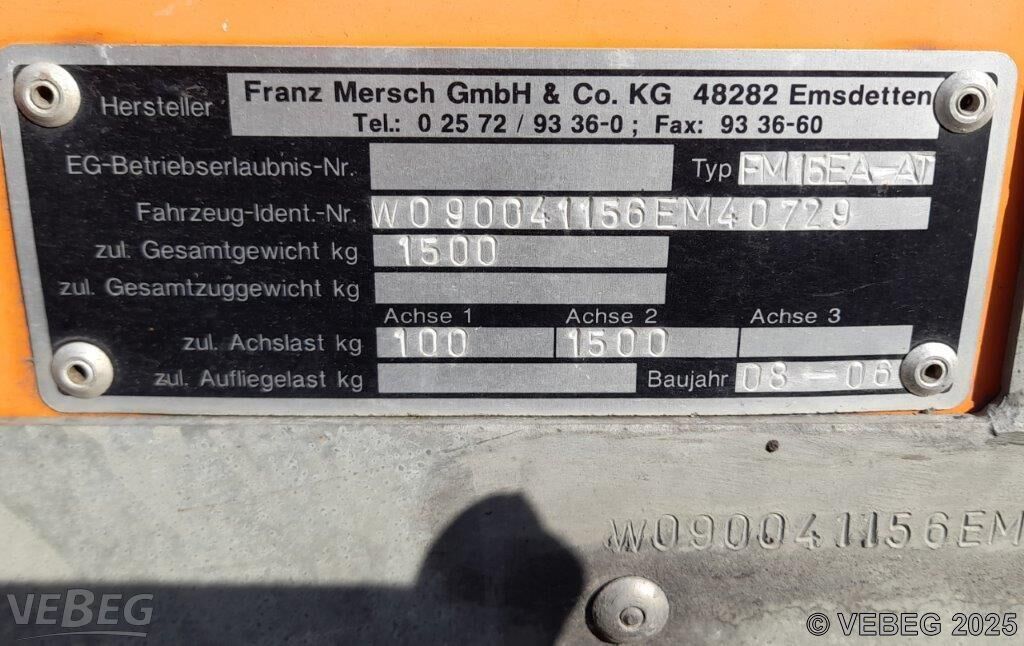 Hersteller Franz Mersch GmbH & Co. KG 48282 Emsdetten
Tel.: 0 25 72 / 93 36-0 ; Fax: 93 36-60
EG-Betriebserlaubnis-Nr. Typ FM15EA-AT
Fahrzeug-Ident.-Nr. W090041156EM40729
zul. Gesamtgewicht kg 1500
zul. Gesamtzuggewicht kg
Achse 1 Achse 2 Achse 3
zul. Achslast kg 100 1500
zul. Aufliegelast kg Baujahr 08-06
W090041156EM
VEBEG
© VEBEG 2025